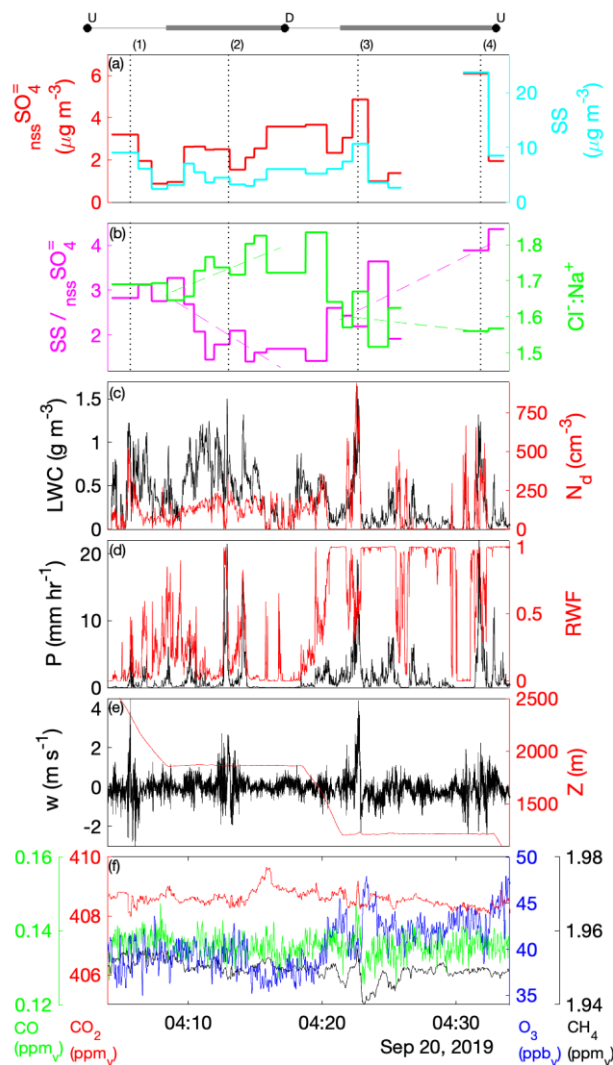 U D U
(1) (2) (3) (4)
(a)
nssSO4=
(μg m-3)
6
4
2
0
SS
(μg m-3)
20
10
0
(b)
SS / nssSO4=
4
3
2
Cl-:Na+
1.8
1.7
1.6
1.5
(c)
LWC (g m-3)
1.5
1
0.5
0
Nd (cm-3)
750
500
250
0
(d)
P (mm hr-1)
20
10
0
RWF
1
0.5
0
(e)
w (m s-1)
4
2
0
-2
Z (m)
2500
2000
1500
(f)
0.16 410 50 1.98
45
0.14 408 1.96
40
406
35
0.12 1.94
CO CO2 04:10 04:20 04:30 O3 CH4
(ppmv) (ppmv) Sep 20, 2019 (ppbv) (ppmv)